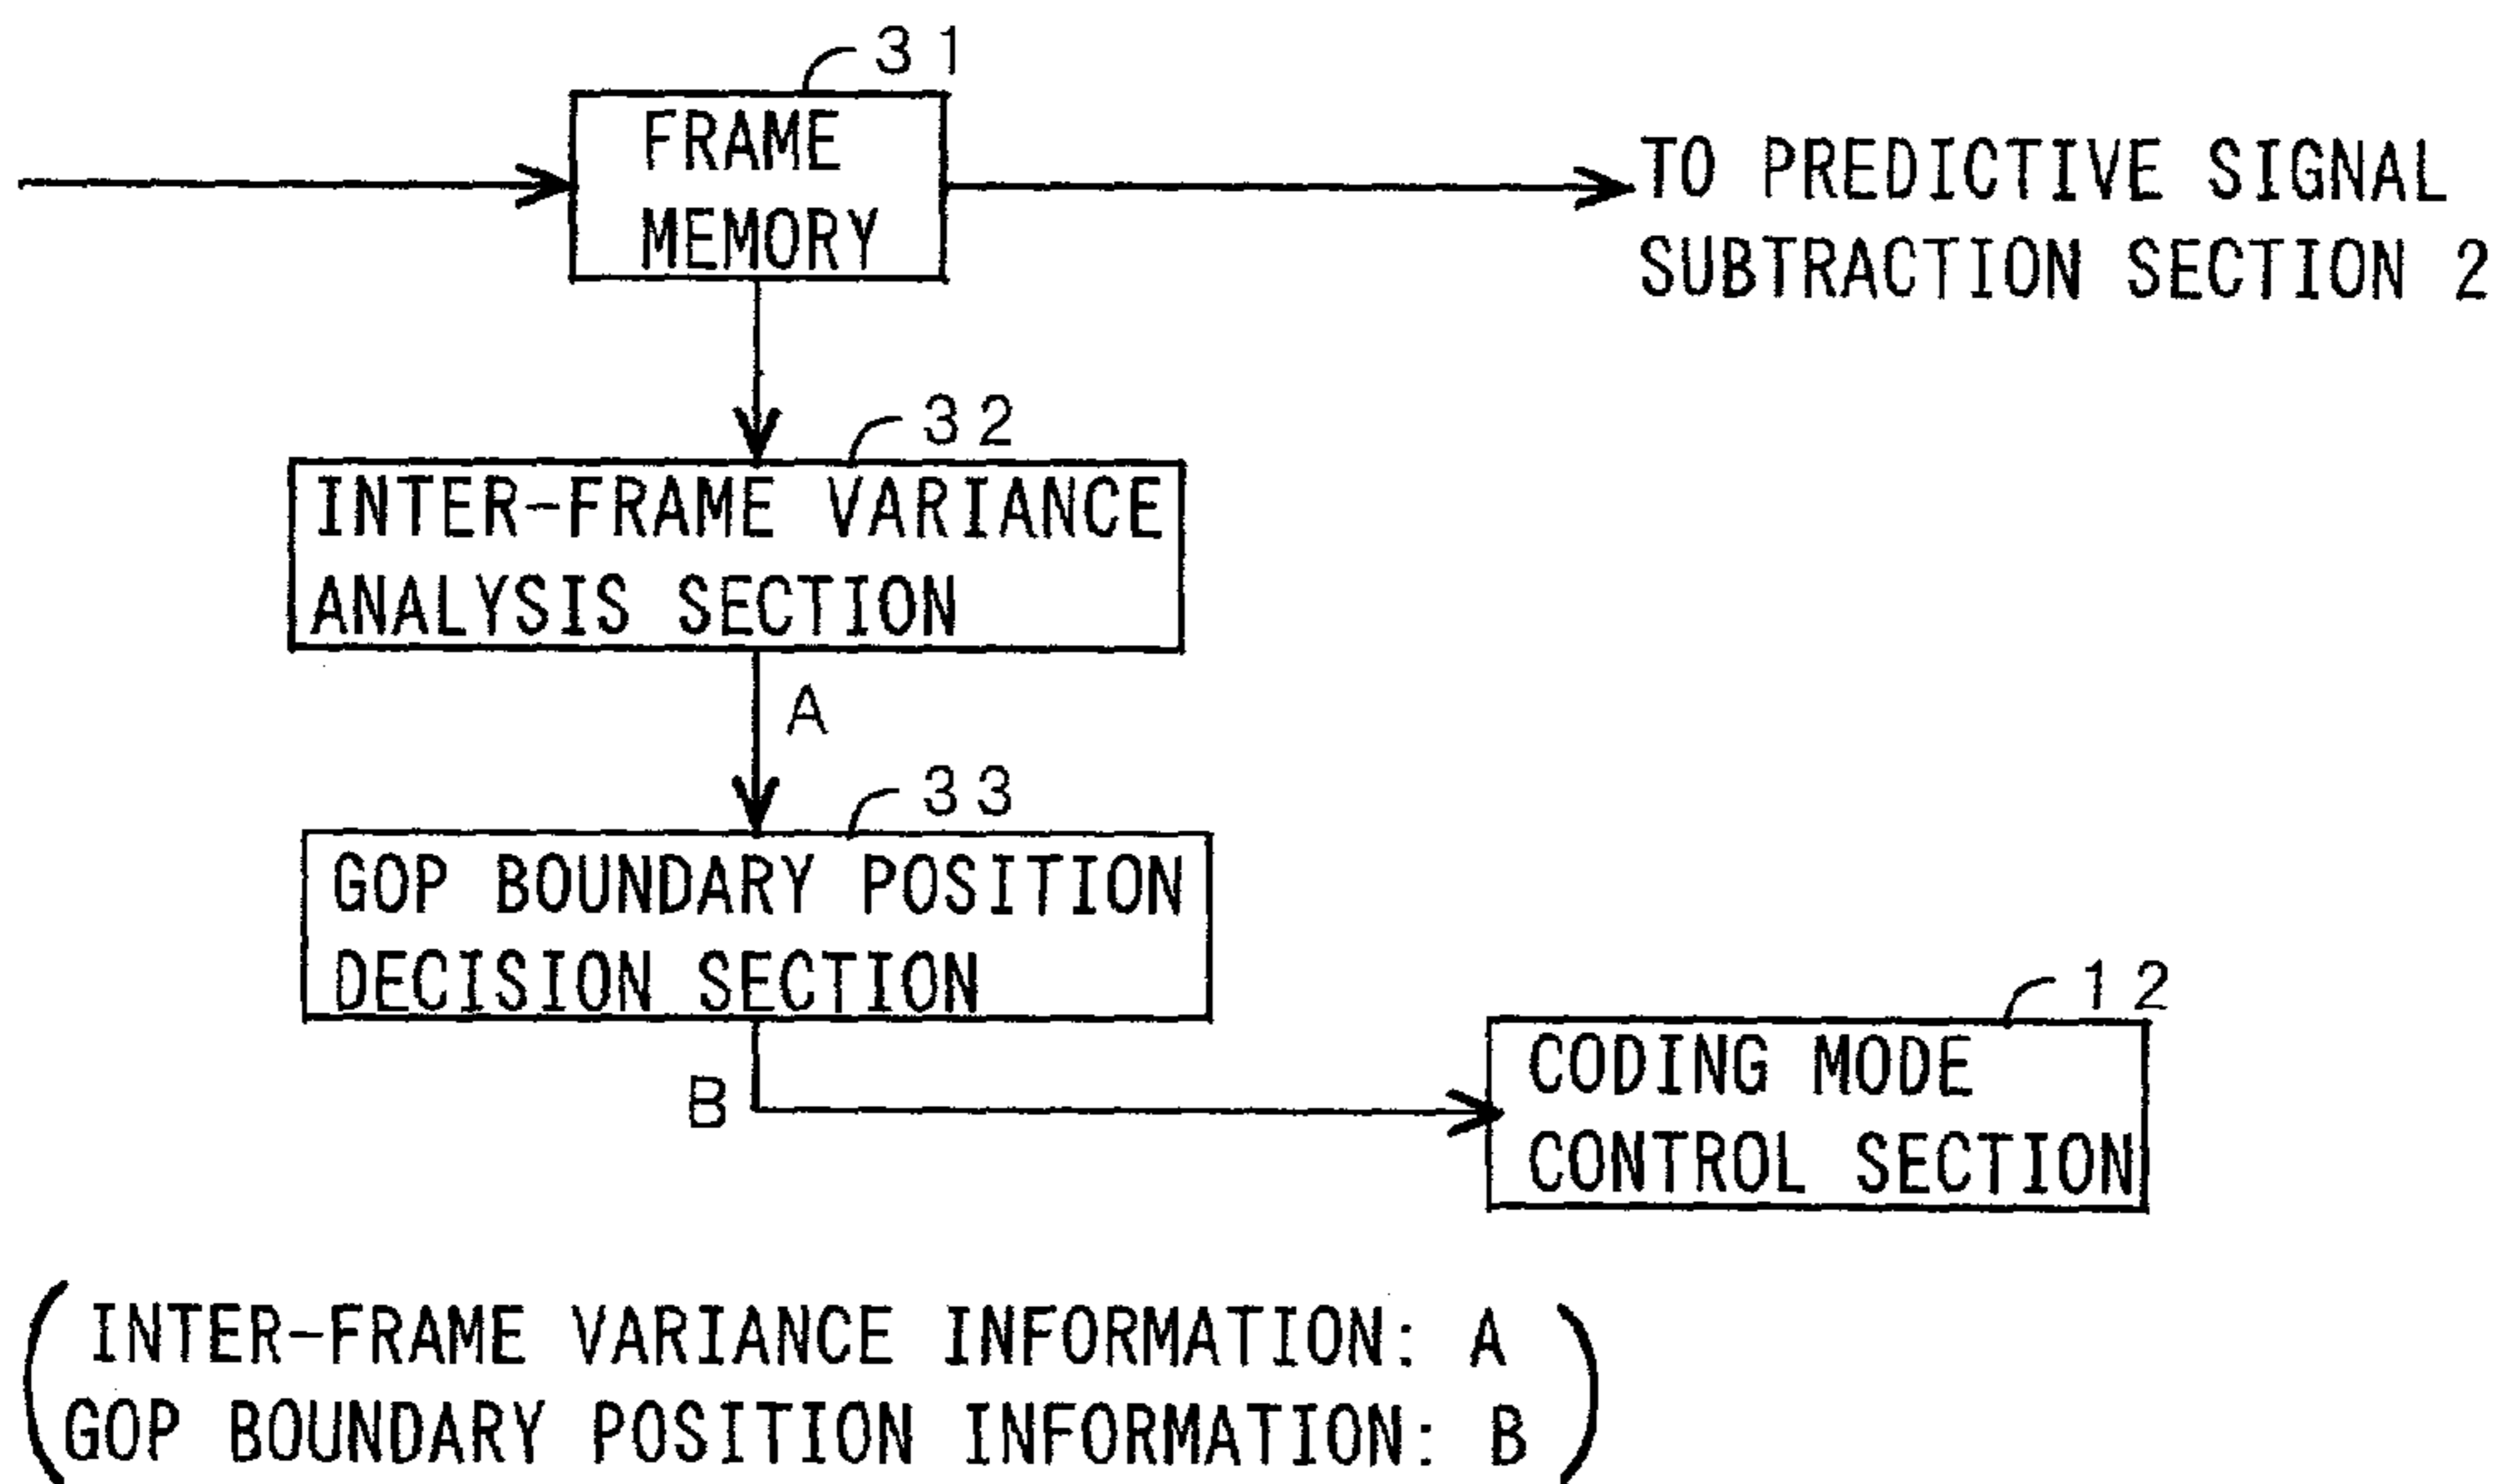 31
FRAME
MEMORY
TO PREDICTIVE SIGNAL
SUBTRACTION SECTION 2
32
INTER-FRAME VARIANCE
ANALYSIS SECTION
A
33
GOP BOUNDARY POSITION
DECISION SECTION
B
12
CODING MODE
CONTROL SECTION
(INTER-FRAME VARIANCE INFORMATION: A
GOP BOUNDARY POSITION INFORMATION: B)